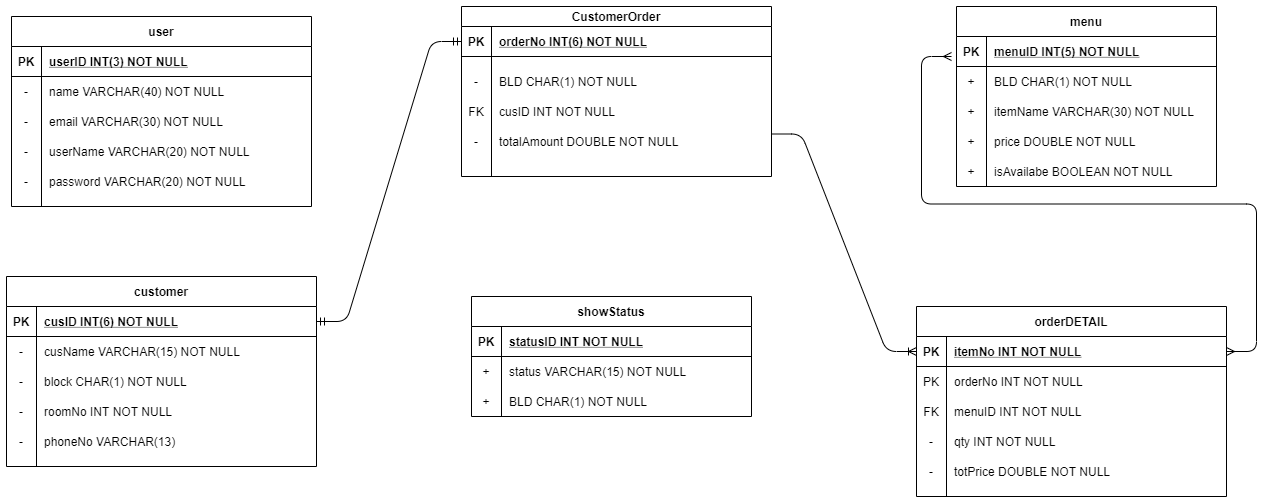 user
PK userID INT(3) NOT NULL
- name VARCHAR(40) NOT NULL
- email VARCHAR(30) NOT NULL
- userName VARCHAR(20) NOT NULL
- password VARCHAR(20) NOT NULL
CustomerOrder
PK orderNo INT(6) NOT NULL
- BLD CHAR(1) NOT NULL
FK cusID INT NOT NULL
- totalAmount DOUBLE NOT NULL
menu
PK menuID INT(5) NOT NULL
+ BLD CHAR(1) NOT NULL
+ itemName VARCHAR(30) NOT NULL
+ price DOUBLE NOT NULL
+ isAvailabe BOOLEAN NOT NULL
customer
PK cusID INT(6) NOT NULL
- cusName VARCHAR(15) NOT NULL
- block CHAR(1) NOT NULL
- roomNo INT NOT NULL
- phoneNo VARCHAR(13)
showStatus
PK statusID INT NOT NULL
+ status VARCHAR(15) NOT NULL
+ BLD CHAR(1) NOT NULL
orderDETAIL
PK itemNo INT NOT NULL
PK orderNo INT NOT NULL
FK menuID INT NOT NULL
- qty INT NOT NULL
- totPrice DOUBLE NOT NULL